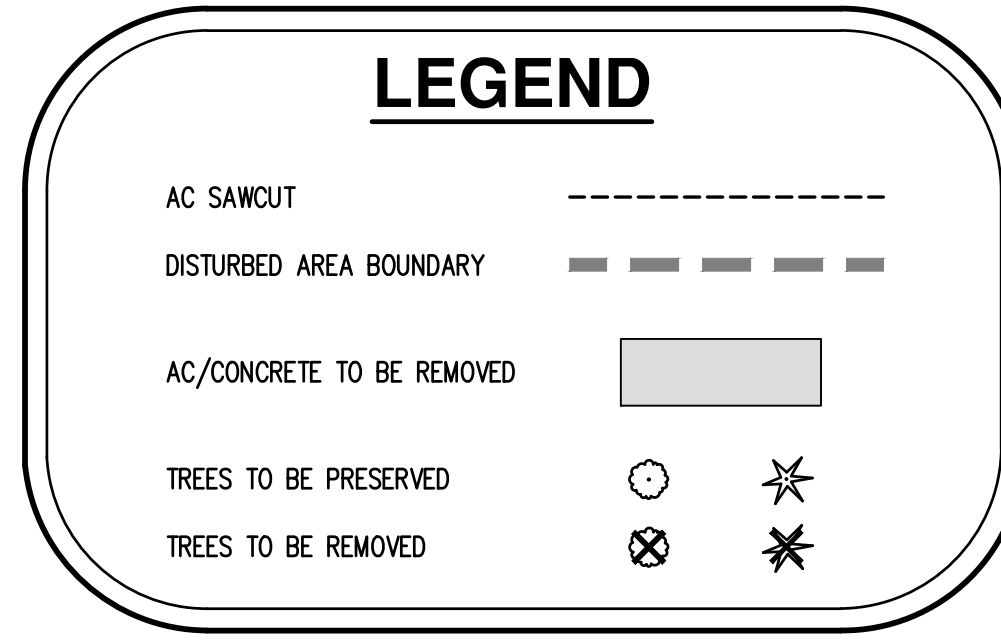 LEGEND
AC SAWCUT
DISTURBED AREA BOUNDARY
AC/CONCRETE TO BE REMOVED
TREES TO BE PRESERVED
TREES TO BE REMOVED